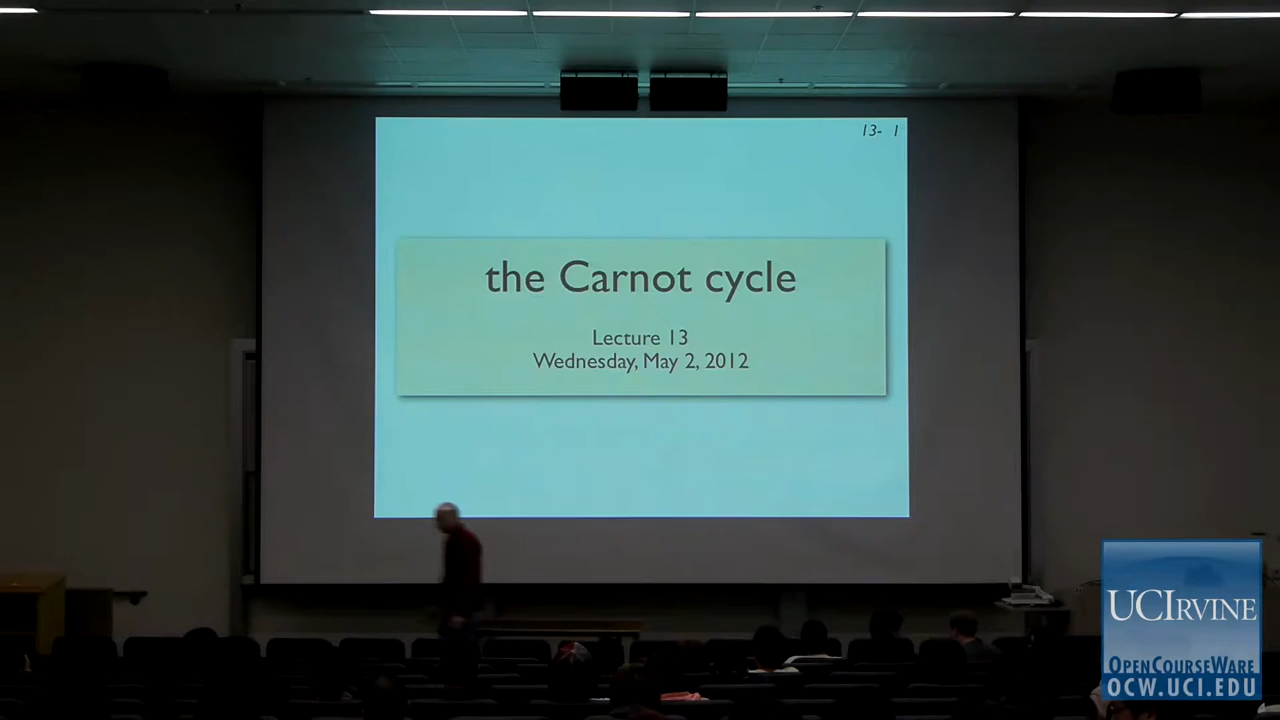 13- 1
the Carnot cycle
Lecture 13
Wednesday, May 2, 2012
UCIRVINE
OPENCOURSEWARE
OCW.UCI.EDU